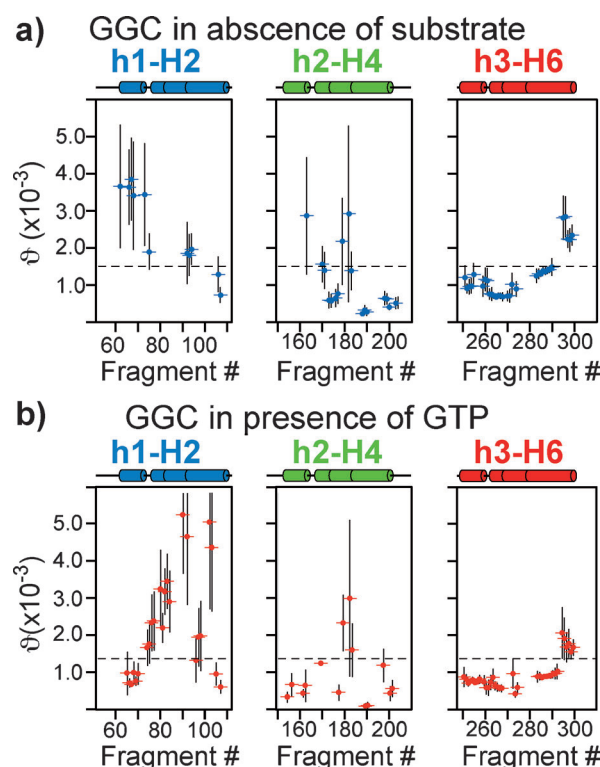 a) GGC in abscence of substrate
h1-H2 h2-H4 h3-H6
ϑ (x10⁻³)
5.0
4.0
3.0
2.0
1.0
60 80 100 150 180 200 260 280 300
Fragment # Fragment # Fragment #
b) GGC in presence of GTP
h1-H2 h2-H4 h3-H6
ϑ(x10⁻³)
5.0
4.0
3.0
2.0
1.0
60 80 100 150 180 200 260 280 300
Fragment # Fragment # Fragment #